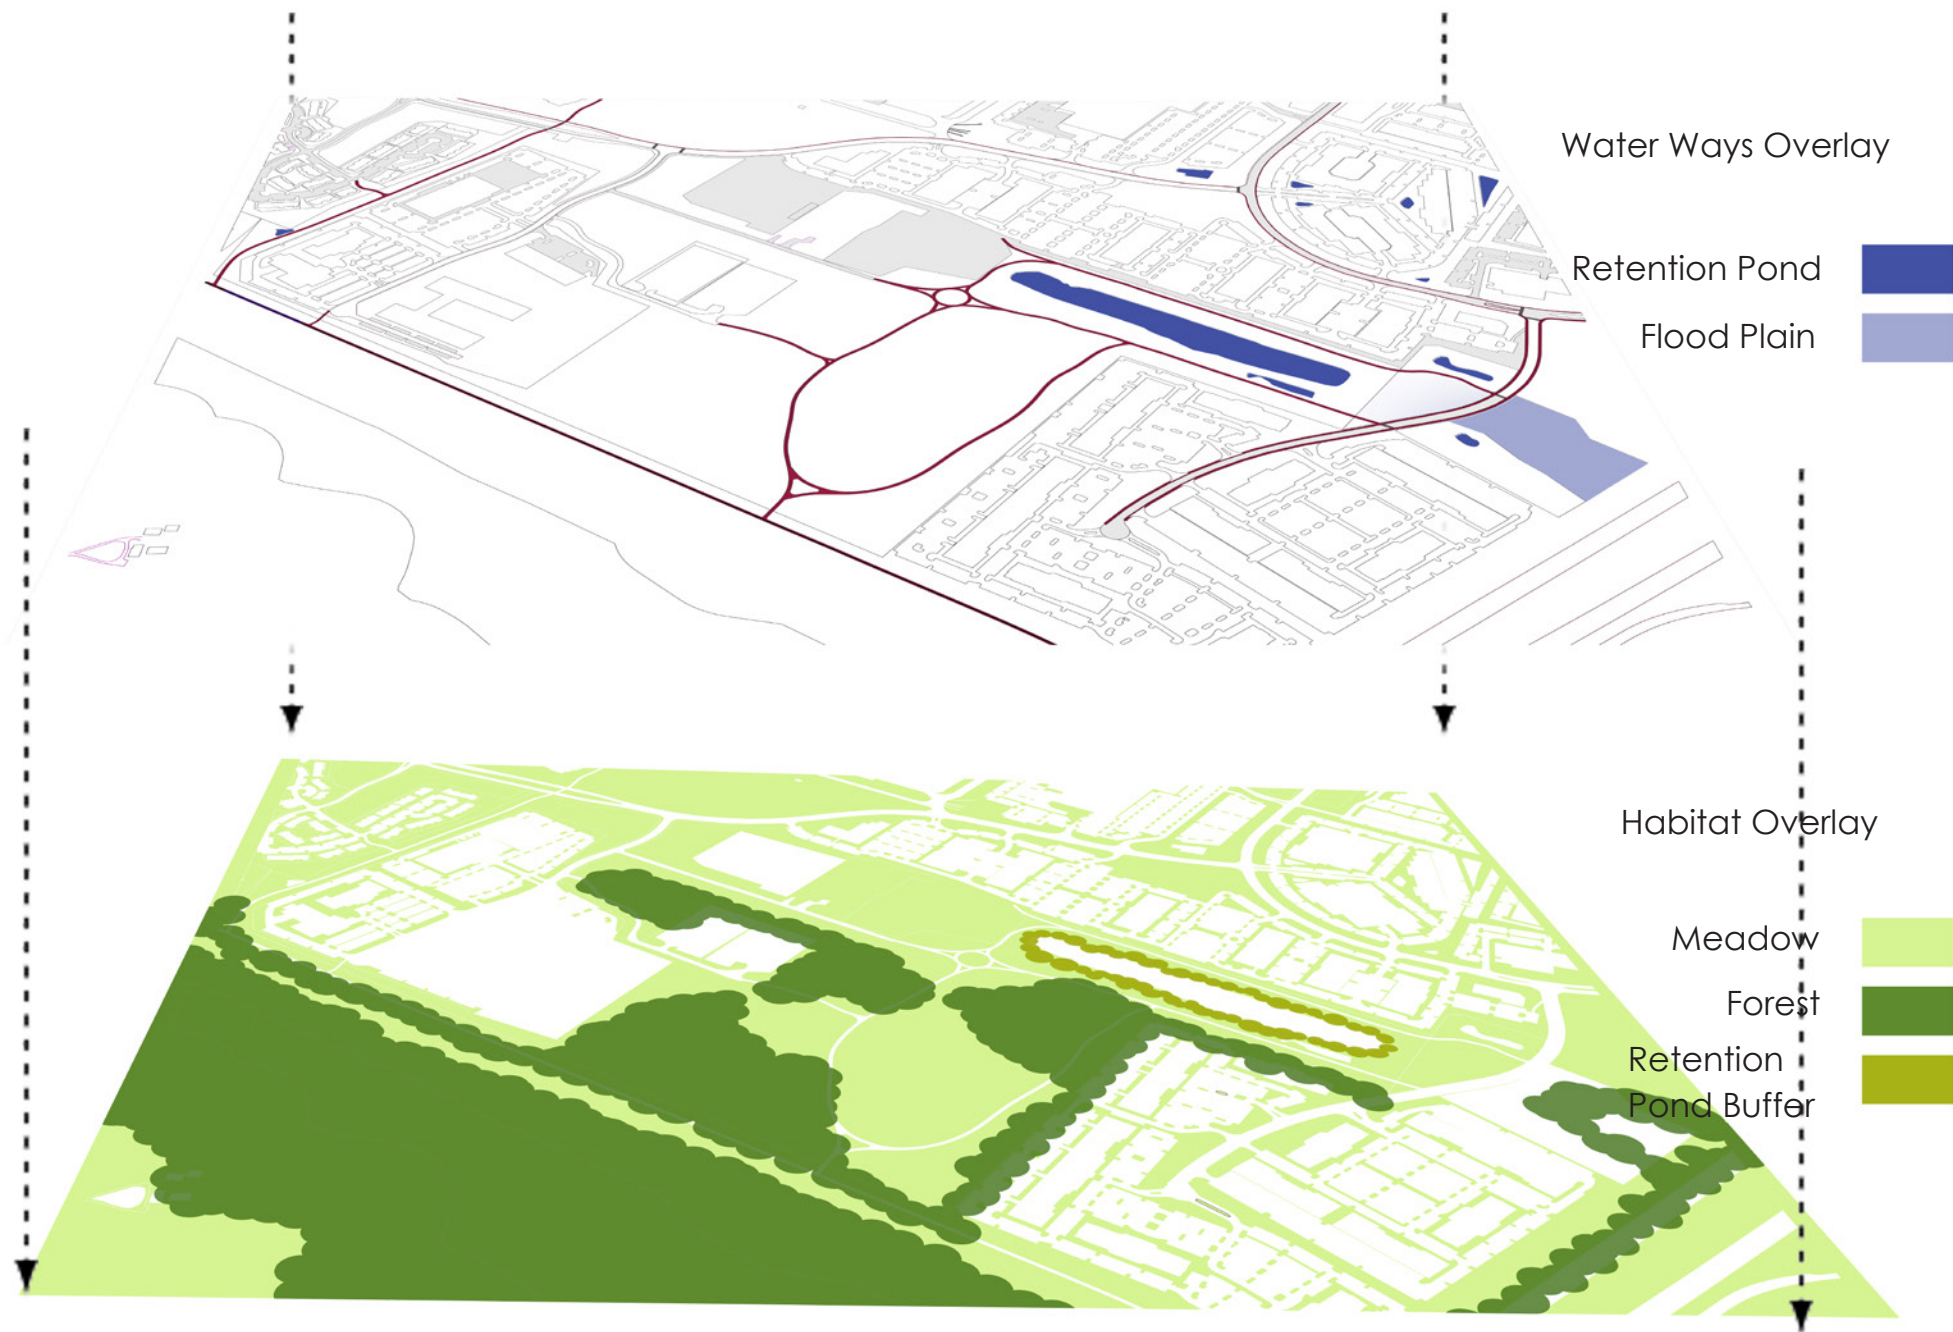 Water Ways Overlay
Retention Pond
Flood Plain
Habitat Overlay
Meadow
Forest
Retention
Pond Buffer